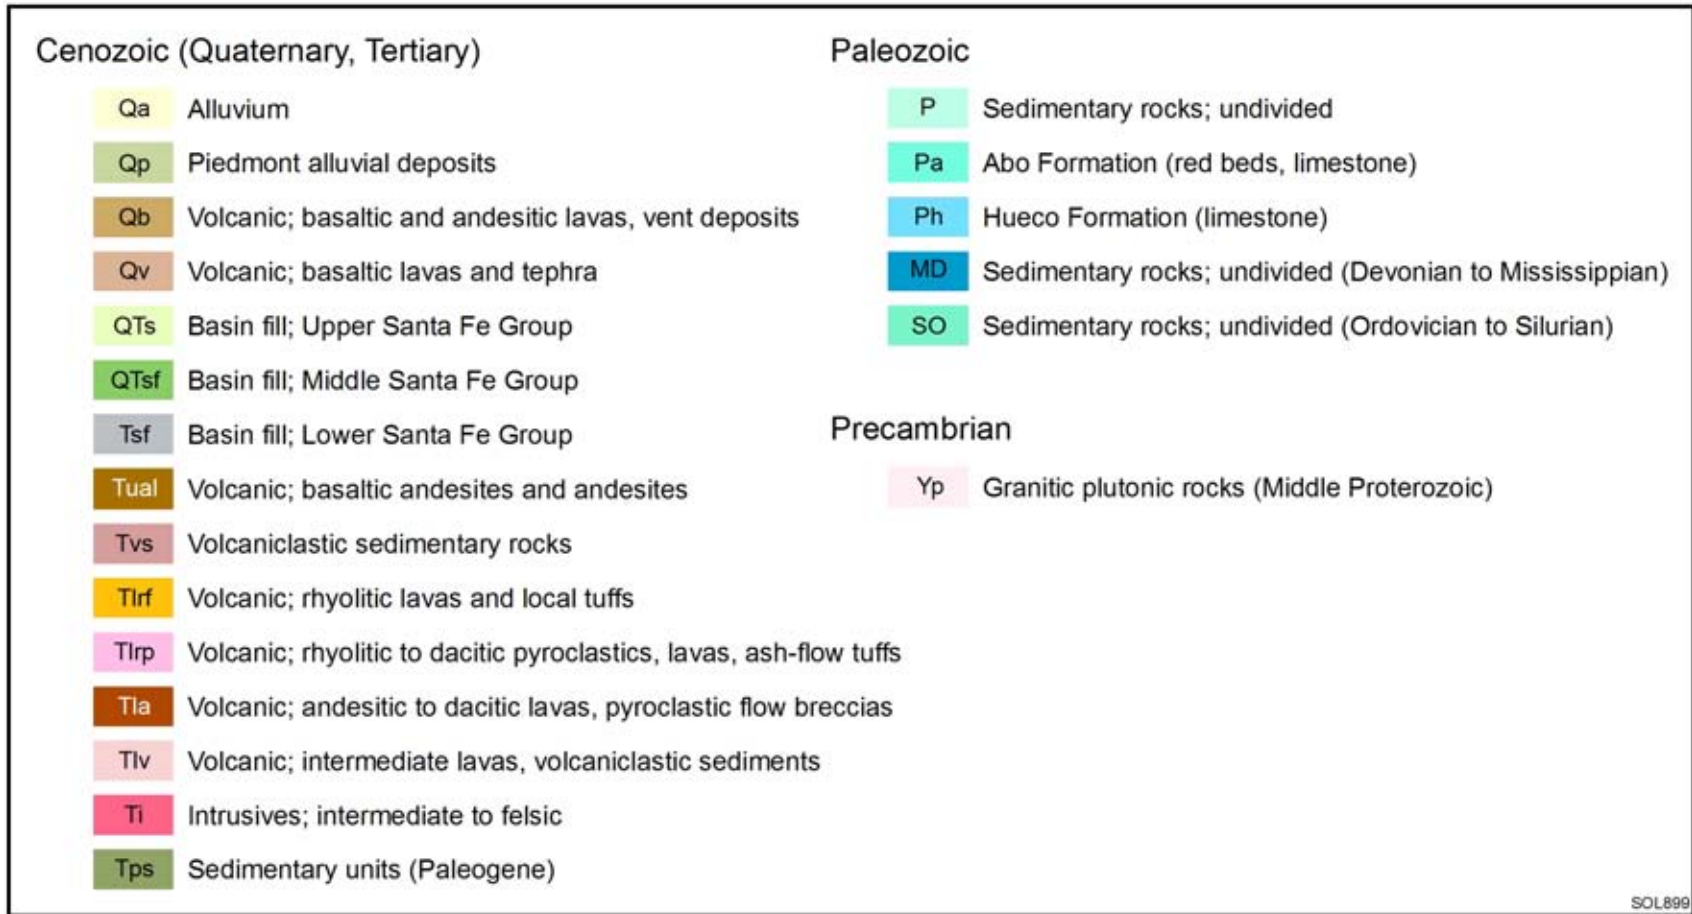 Cenozoic (Quaternary, Tertiary)
Qa Alluvium
Qp Piedmont alluvial deposits
Qb Volcanic; basaltic and andesitic lavas, vent deposits
Qv Volcanic; basaltic lavas and tephra
QTs Basin fill; Upper Santa Fe Group
QTsf Basin fill; Middle Santa Fe Group
Tsf Basin fill; Lower Santa Fe Group
Tual Volcanic; basaltic andesites and andesites
Tvs Volcaniclastic sedimentary rocks
Tlrf Volcanic; rhyolitic lavas and local tuffs
Tlrp Volcanic; rhyolitic to dacitic pyroclastics, lavas, ash-flow tuffs
Tla Volcanic; andesitic to dacitic lavas, pyroclastic flow breccias
Tlv Volcanic; intermediate lavas, volcaniclastic sediments
Ti Intrusives; intermediate to felsic
Tps Sedimentary units (Paleogene)
Paleozoic
P Sedimentary rocks; undivided
Pa Abo Formation (red beds, limestone)
Ph Hueco Formation (limestone)
MD Sedimentary rocks; undivided (Devonian to Mississippian)
SO Sedimentary rocks; undivided (Ordovician to Silurian)
Precambrian
Yp Granitic plutonic rocks (Middle Proterozoic)
SOL899